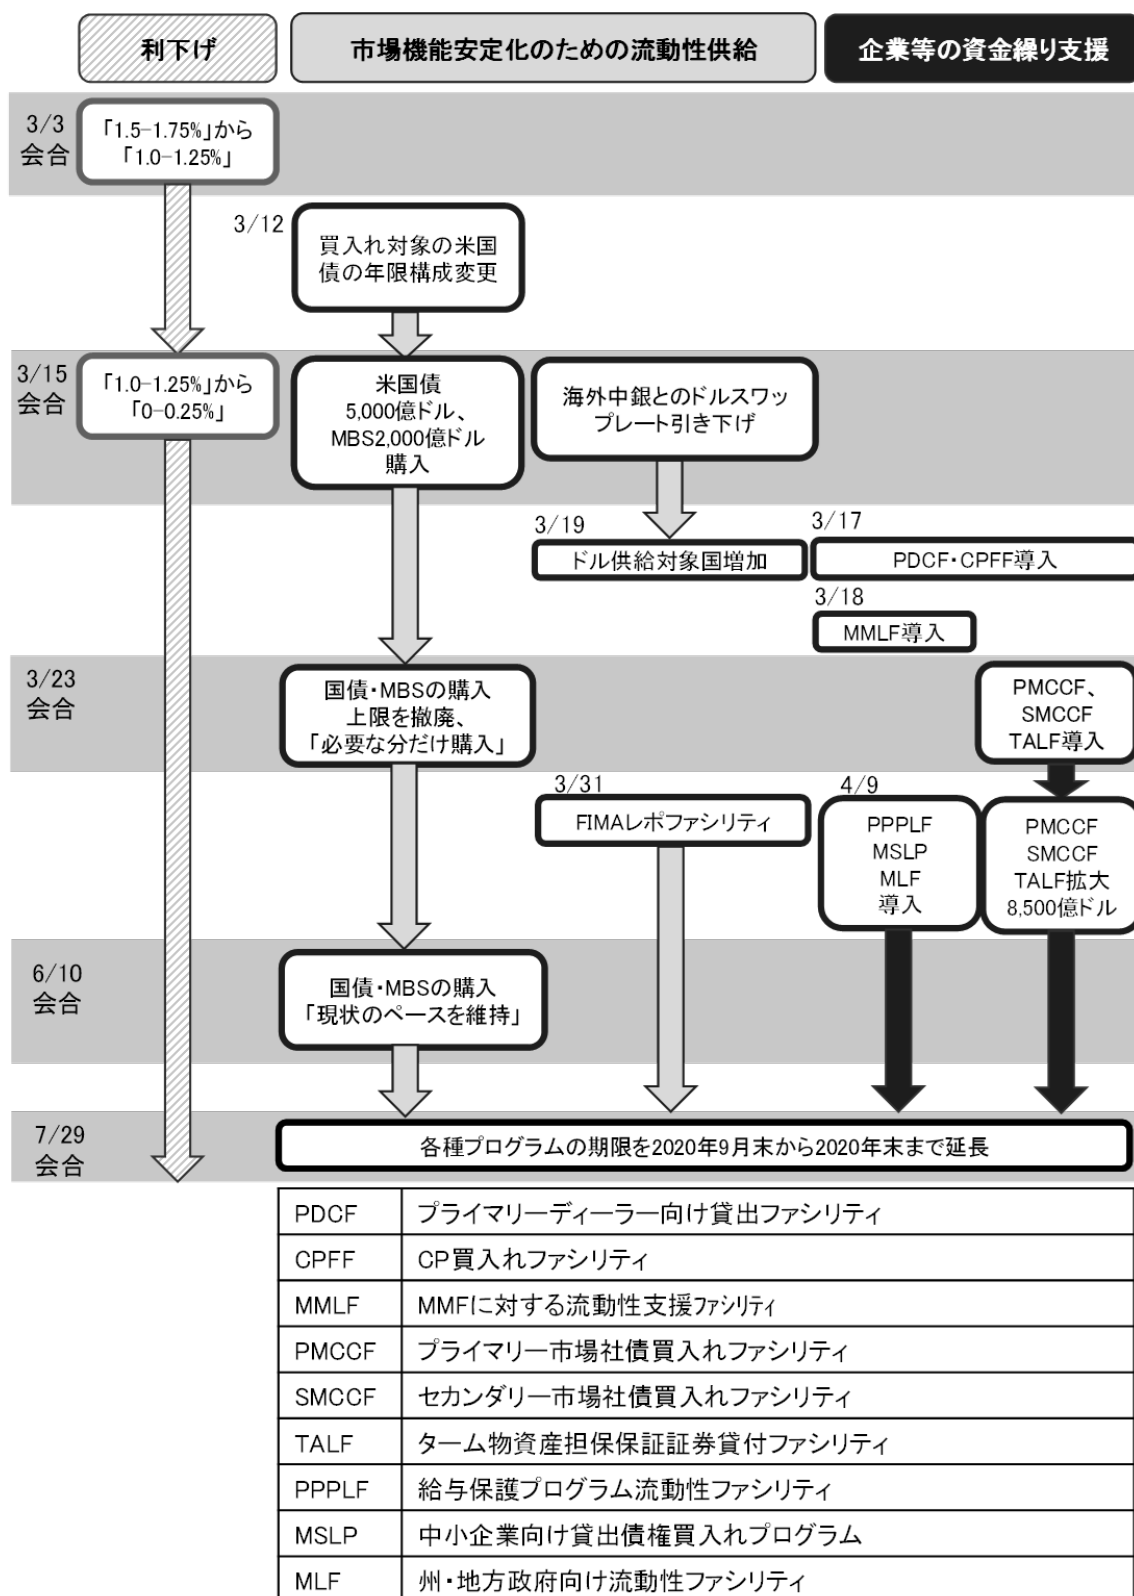 利下げ
市場機能安定化のための流動性供給
企業等の資金繰り支援
3/3
会合
「1.5-1.75%」から
「1.0-1.25%」
3/12
買入れ対象の米国
債の年限構成変更
3/15
会合
「1.0-1.25%」から
「0-0.25%」
米国債
5,000億ドル、
MBS2,000億ドル
購入
海外中銀とのドルスワッ
プレート引き下げ
3/19
ドル供給対象国増加
3/17
PDCF・CPFF導入
3/18
MMLF導入
3/23
会合
国債・MBSの購入
上限を撤廃、
「必要な分だけ購入」
PMCCF、
SMCCF
TALF導入
3/31
FIMAレポファシリティ
4/9
PPPLF
MSLP
MLF
導入
PMCCF
SMCCF
TALF拡大
8,500億ドル
6/10
会合
国債・MBSの購入
「現状のペースを維持」
7/29
会合
各種プログラムの期限を2020年9月末から2020年末まで延長
PDCF プライマリーディーラー向け貸出ファシリティ
CPFF CP買入れファシリティ
MMLF MMFに対する流動性支援ファシリティ
PMCCF プライマリー市場社債買入れファシリティ
SMCCF セカンダリー市場社債買入れファシリティ
TALF ターム物資産担保保証証券貸付ファシリティ
PPPLF 給与保護プログラム流動性ファシリティ
MSLP 中小企業向け貸出債権買入れプログラム
MLF 州・地方政府向け流動性ファシリティ